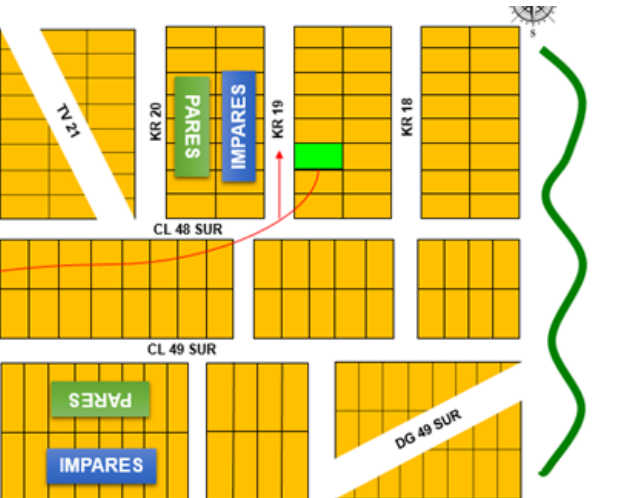 S
TV 21
KR 20
PARES
IMPARES
KR 19
KR 18
CL 48 SUR
CL 49 SUR
PARES
IMPARES
DG 49 SUR